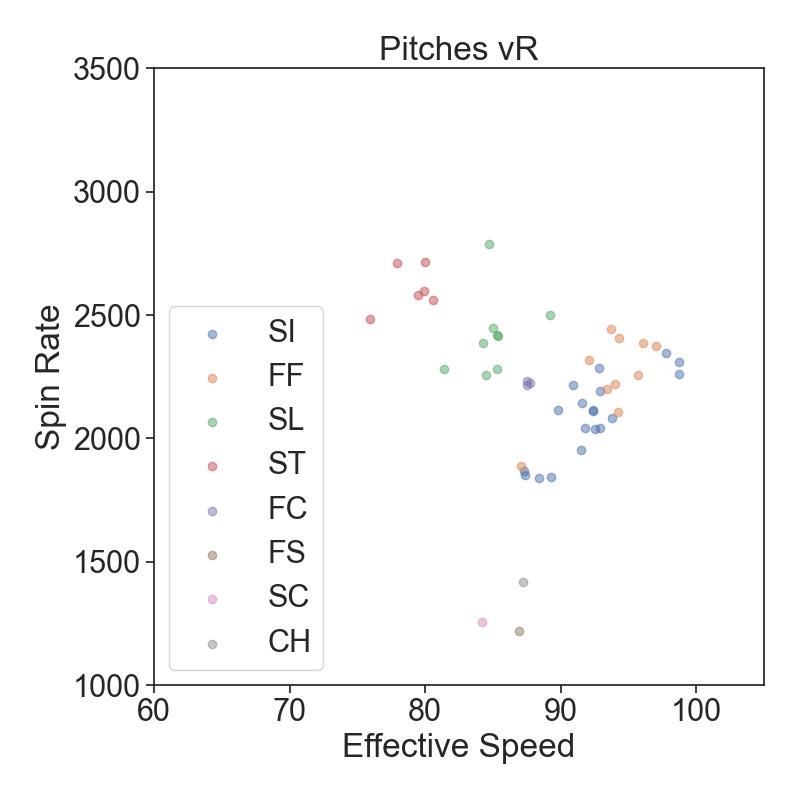 Pitches vR
3500
3000
2500
2000
1500
1000
Spin Rate
SI
FF
SL
ST
FC
FS
SC
CH
60 70 80 90 100
Effective Speed